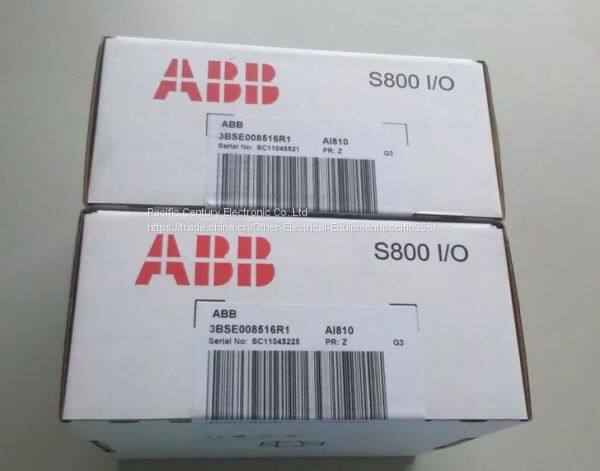 ABB
S800 I/O
ABB
3BSE008516R1 AI810
Serial No: SC11045521 PR: Z G3
Pacific Century Electronic Co.,Ltd
https://trade.china.cn/Other-Electrical-Equipment/pacific258/
ABB
S800 I/O
ABB
3BSE008516R1 AI810
Serial No: SC11045225 PR: Z G3